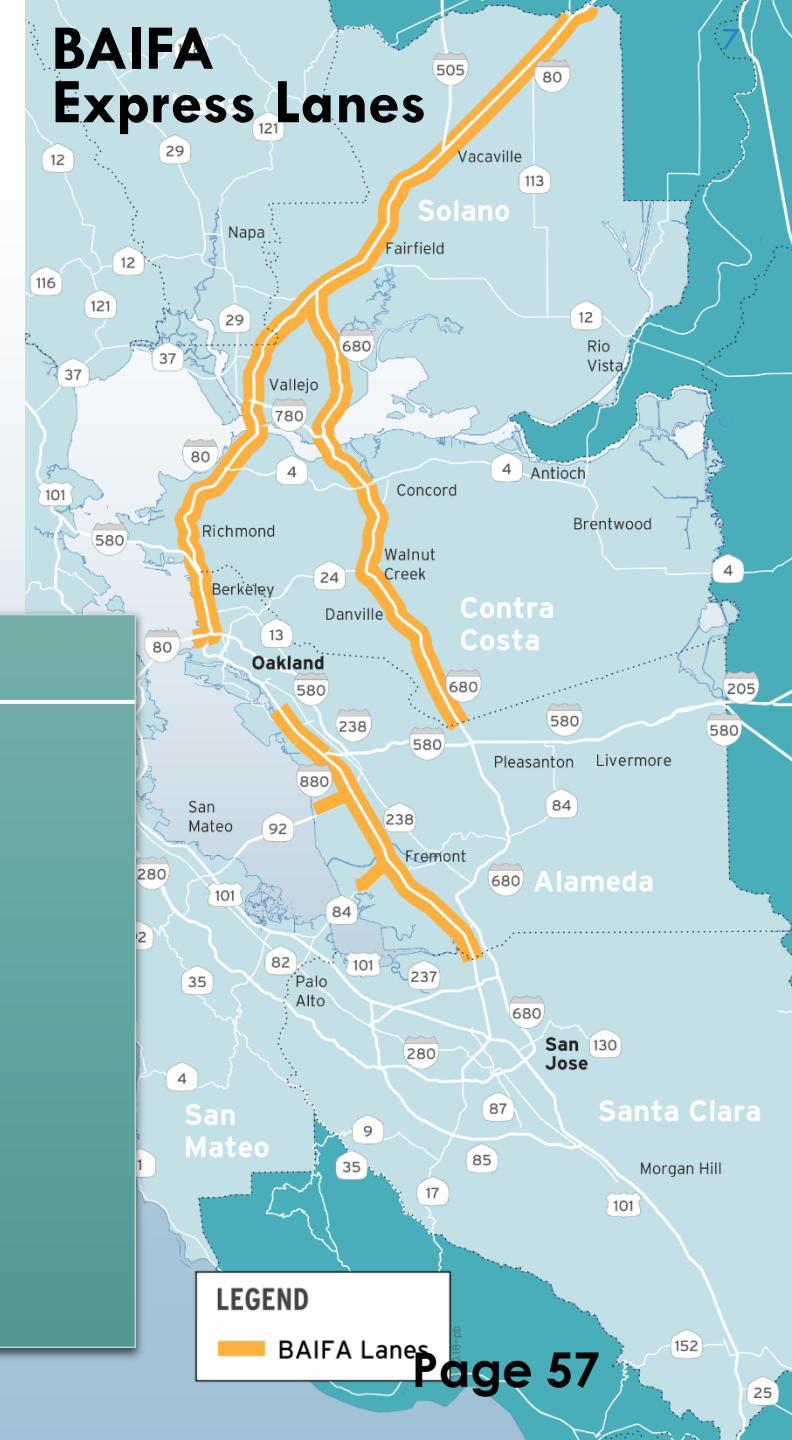 BAIFA
Express Lanes
7
505
80
121
12
29
Vacaville
113
Solano
Napa
Fairfield
12
116
121
29
12
680
Rio
Vista
37
37
Vallejo
780
80
4
4
Antioch
101
Concord
Brentwood
Richmond
580
Walnut
Creek
24
4
Berkeley
Danville
Contra
Costa
13
80
Oakland
580
680
205
238
580
580
580
Pleasanton
Livermore
880
San
Mateo
84
92
238
Fremont
280
680
Alameda
101
84
82
101
237
35
Palo
Alto
680
San
Jose
130
280
4
87
Santa Clara
San
Mateo
9
85
35
Morgan Hill
17
101
LEGEND
BAIFA Lanes
Page 57
152
25